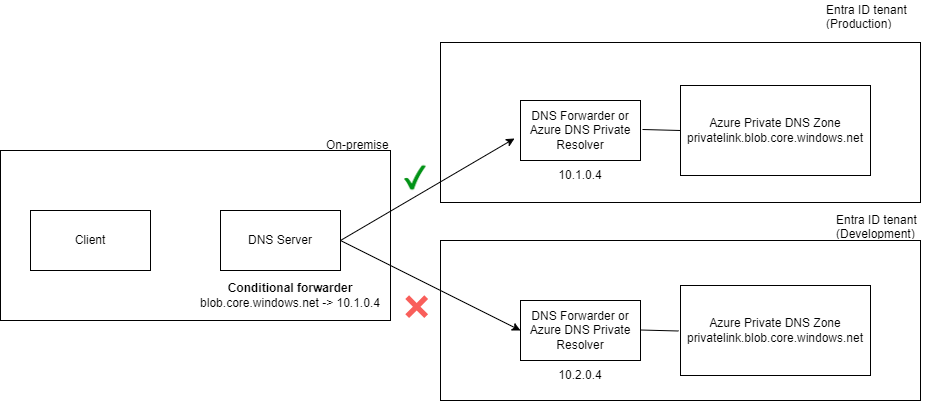 Entra ID tenant
(Production)
DNS Forwarder or
Azure DNS Private
Resolver
10.1.0.4
Azure Private DNS Zone
privatelink.blob.core.windows.net
On-premise
Client
DNS Server
Conditional forwarder
blob.core.windows.net -> 10.1.0.4
Entra ID tenant
(Development)
DNS Forwarder or
Azure DNS Private
Resolver
10.2.0.4
Azure Private DNS Zone
privatelink.blob.core.windows.net